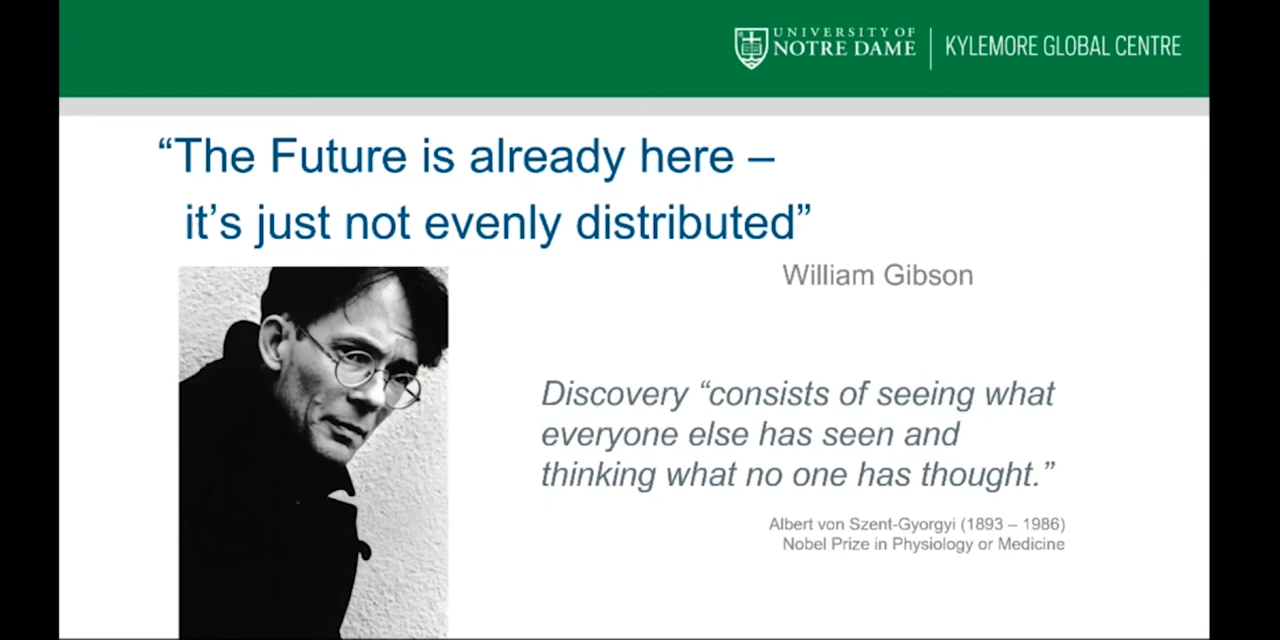 UNIVERSITY OF
NOTRE DAME
KYLEMORE GLOBAL CENTRE
“The Future is already here –
it’s just not evenly distributed”
William Gibson
Discovery “consists of seeing what
everyone else has seen and
thinking what no one has thought.”
Albert von Szent-Gyorgyi (1893 – 1986)
Nobel Prize in Physiology or Medicine